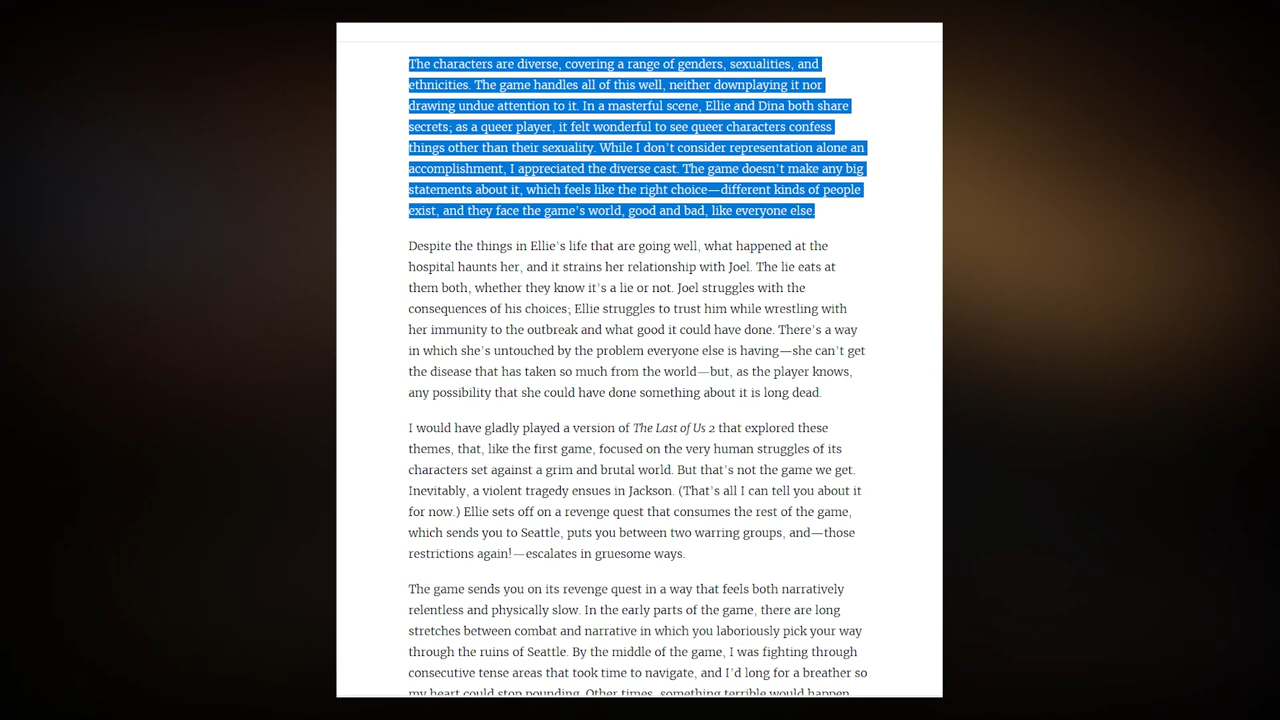 The characters are diverse, covering a range of genders, sexualities, and
ethnicities. The game handles all of this well, neither downplaying it nor
drawing undue attention to it. In a masterful scene, Ellie and Dina both share
secrets; as a queer player, it felt wonderful to see queer characters confess
things other than their sexuality. While I don’t consider representation alone an
accomplishment, I appreciated the diverse cast. The game doesn’t make any big
statements about it, which feels like the right choice—different kinds of people
exist, and they face the game’s world, good and bad, like everyone else.
Despite the things in Ellie’s life that are going well, what happened at the
hospital haunts her, and it strains her relationship with Joel. The lie eats at
them both, whether they know it’s a lie or not. Joel struggles with the
consequences of his choices; Ellie struggles to trust him while wrestling with
her immunity to the outbreak and what good it could have done. There’s a way
in which she’s untouched by the problem everyone else is having—she can’t get
the disease that has taken so much from the world—but, as the player knows,
any possibility that she could have done something about it is long dead.
I would have gladly played a version of The Last of Us 2 that explored these
themes, that, like the first game, focused on the very human struggles of its
characters set against a grim and brutal world. But that’s not the game we get.
Inevitably, a violent tragedy ensues in Jackson. (That’s all I can tell you about it
for now.) Ellie sets off on a revenge quest that consumes the rest of the game,
which sends you to Seattle, puts you between two warring groups, and—those
restrictions again!—escalates in gruesome ways.
The game sends you on its revenge quest in a way that feels both narratively
relentless and physically slow. In the early parts of the game, there are long
stretches between combat and narrative in which you laboriously pick your way
through the ruins of Seattle. By the middle of the game, I was fighting through
consecutive tense areas that took time to navigate, and I’d long for a breather so
my heart could stop pounding. Other times, something terrible would happen